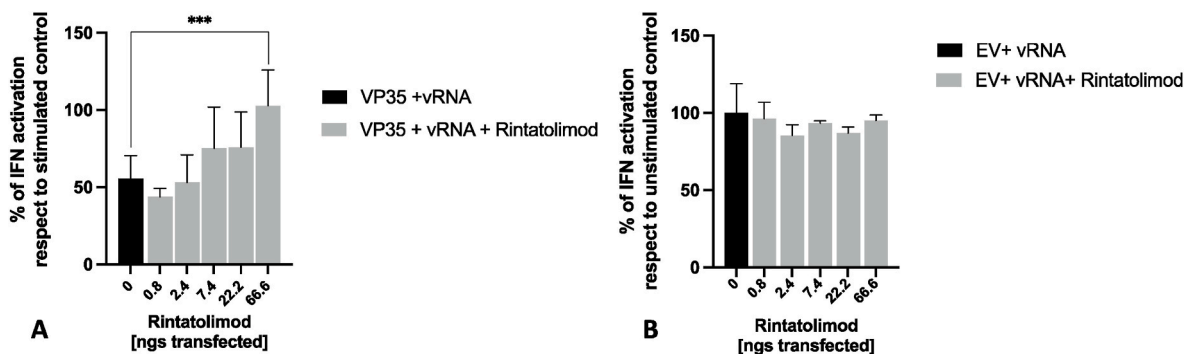 % of IFN activation
respect to stimulated control
150
100
50
0
***
VP35 +vRNA
VP35 + vRNA + Rintatolimod
0
0.8
2.4
7.4
22.2
66.6
Rintatolimod
[ngs transfected]
A
% of IFN activation
respect to unstimulated control
150
100
50
0
EV+ vRNA
EV+ vRNA+ Rintatolimod
0
0.8
2.4
7.4
22.2
66.6
Rintatolimod
[ng transfected]
B